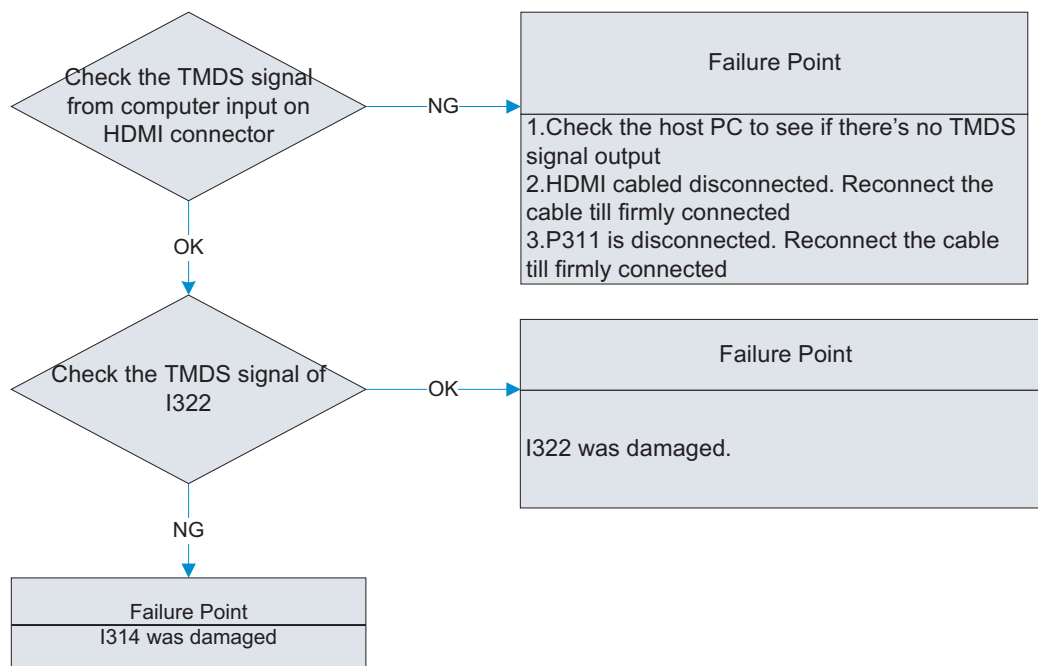 Check the TMDS signal
from computer input on
HDMI connector
NG
Failure Point
1.Check the host PC to see if there's no TMDS
signal output
2.HDMI cabled disconnected. Reconnect the
cable till firmly connected
3.P311 is disconnected. Reconnect the cable
till firmly connected
OK
Check the TMDS signal of
I322
OK
Failure Point
I322 was damaged.
NG
Failure Point
I314 was damaged